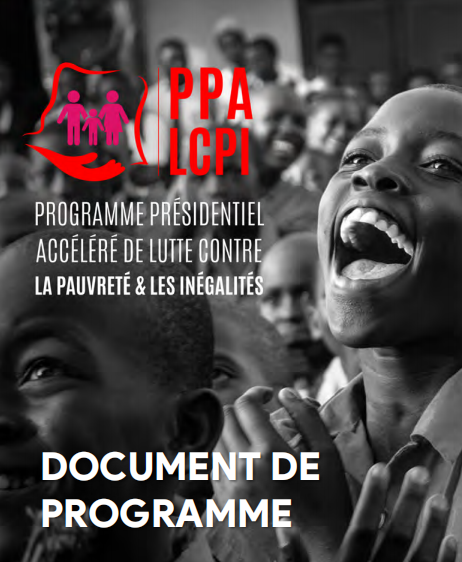 PPA
LCPI
PROGRAMME PRÉSIDENTIEL
ACCÉLÉRÉ DE LUTTE CONTRE
LA PAUVRETÉ & LES INÉGALITÉS
DOCUMENT DE
PROGRAMME